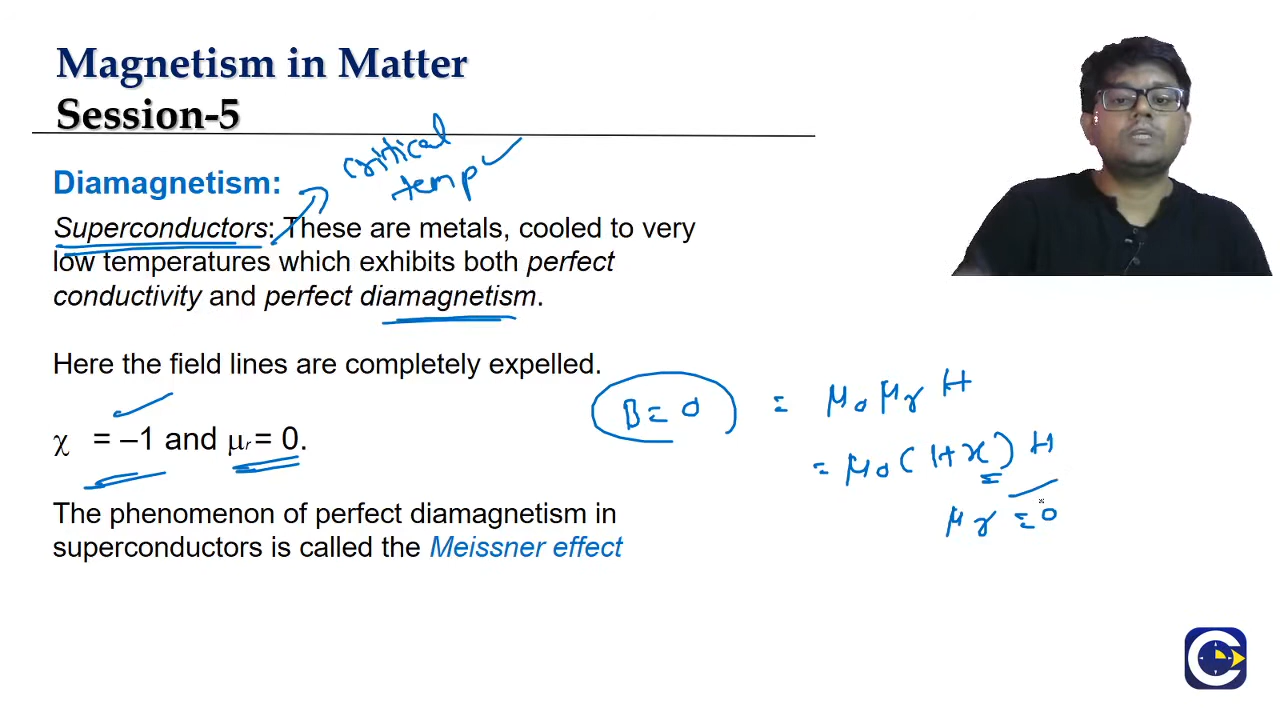 Magnetism in Matter
Session-5
critical
temp
Diamagnetism:
Superconductors: These are metals, cooled to very
low temperatures which exhibits both perfect
conductivity and perfect diamagnetism.
Here the field lines are completely expelled.
B = 0 = μ₀ μᵣ H
= μ₀ (1+χ) H
χ = –1 and μᵣ = 0.
μᵣ = 0
The phenomenon of perfect diamagnetism in
superconductors is called the Meissner effect